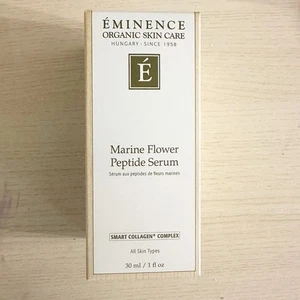 ÉMINENCE
ORGANIC SKIN CARE
HUNGARY · SINCE 1958
É
Marine Flower
Peptide Serum
Sérum aux peptides de fleurs marines
SMART COLLAGEN+ COMPLEX
All Skin Types
30 ml / 1 fl oz